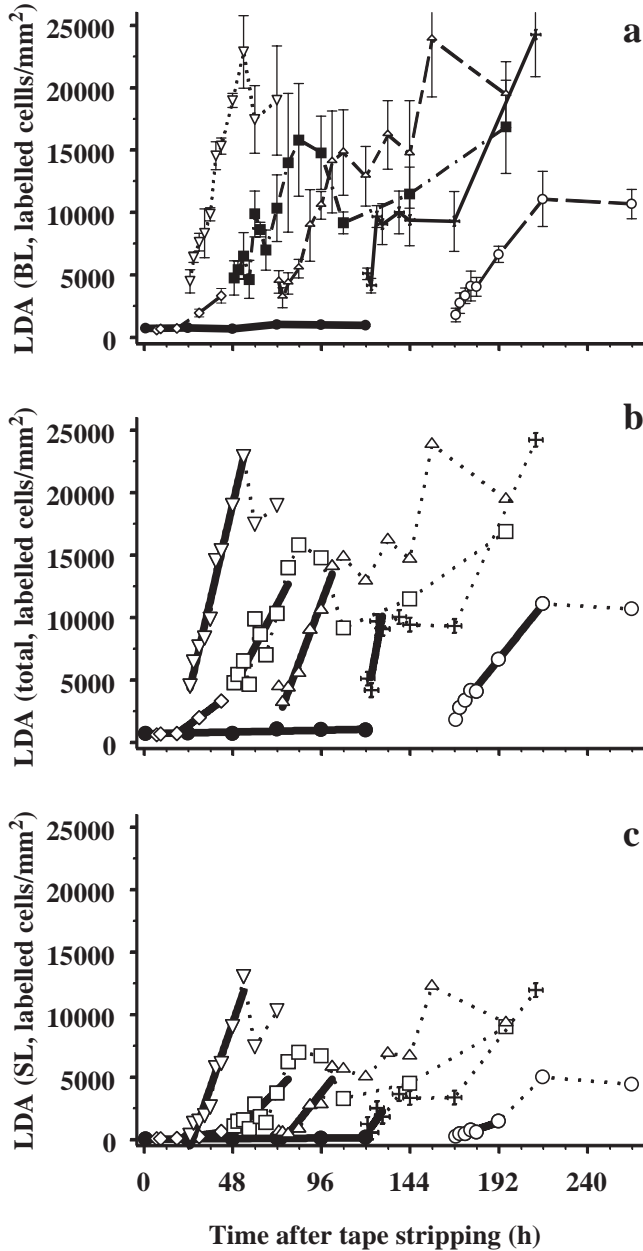 a
25000
20000
15000
10000
5000
0
LDA (BL, labelled cellls/mm²)
b
25000
20000
15000
10000
5000
0
LDA ((total, labelled cells/mm²)
c
25000
20000
15000
10000
5000
0
LDA (SL, labelled cells/mm²)
0 48 96 144 192 240
Time after tape stripping (h)